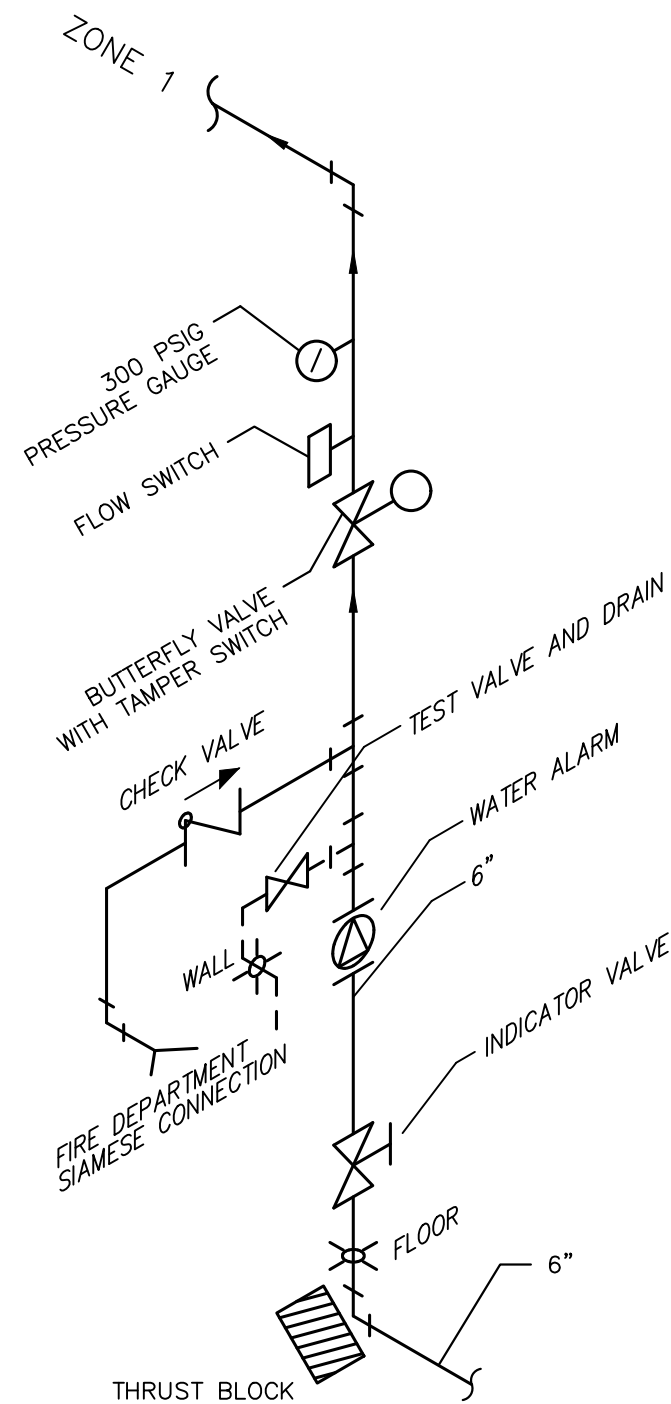 ZONE 1
300 PSIG
PRESSURE GAUGE
FLOW SWITCH
BUTTERFLY VALVE
WITH TAMPER SWITCH
TEST VALVE AND DRAIN
CHECK VALVE
WATER ALARM
6”
WALL
INDICATOR VALVE
FIRE DEPARTMENT
SIAMESE CONNECTION
FLOOR
6”
THRUST BLOCK